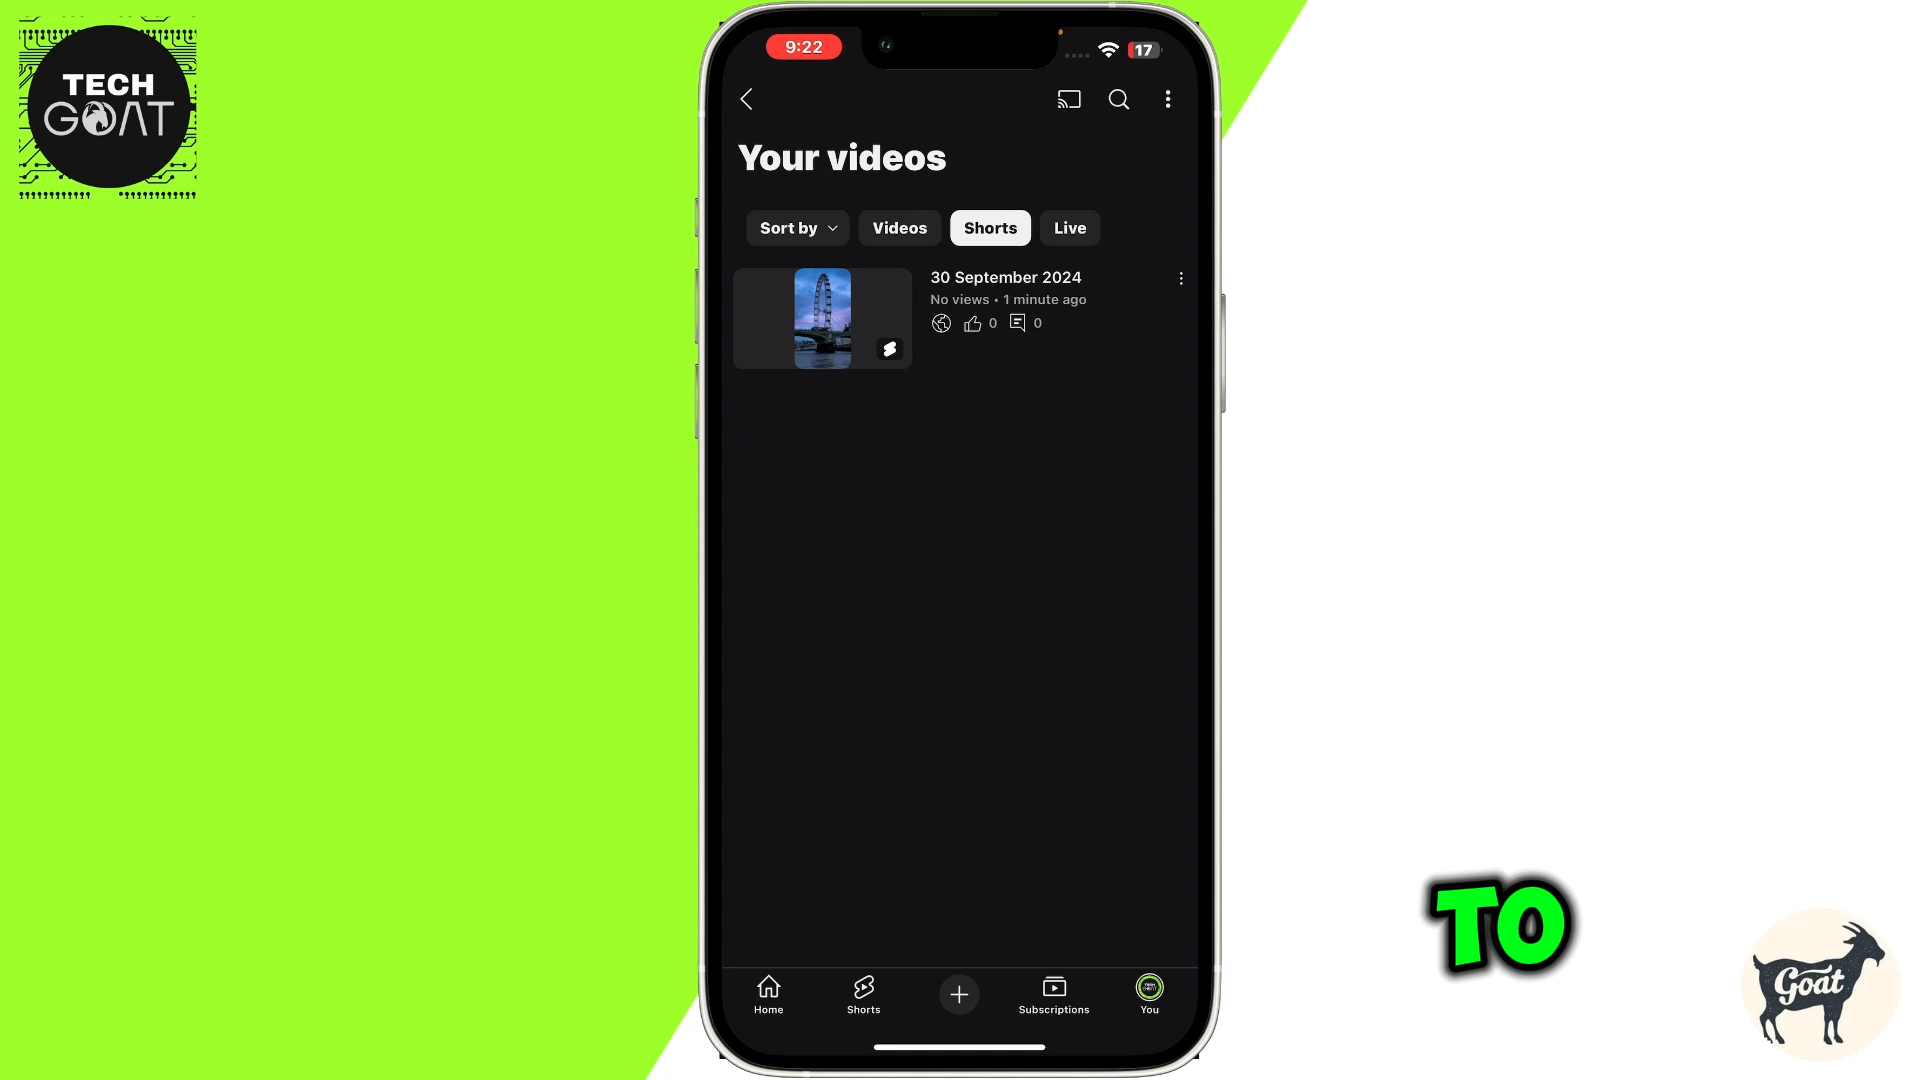 TECH
GOAT
9:22
17
Your videos
Sort by
Videos
Shorts
Live
30 September 2024
No views • 1 minute ago
0
0
TO
Goat
Home
Shorts
Subscriptions
You